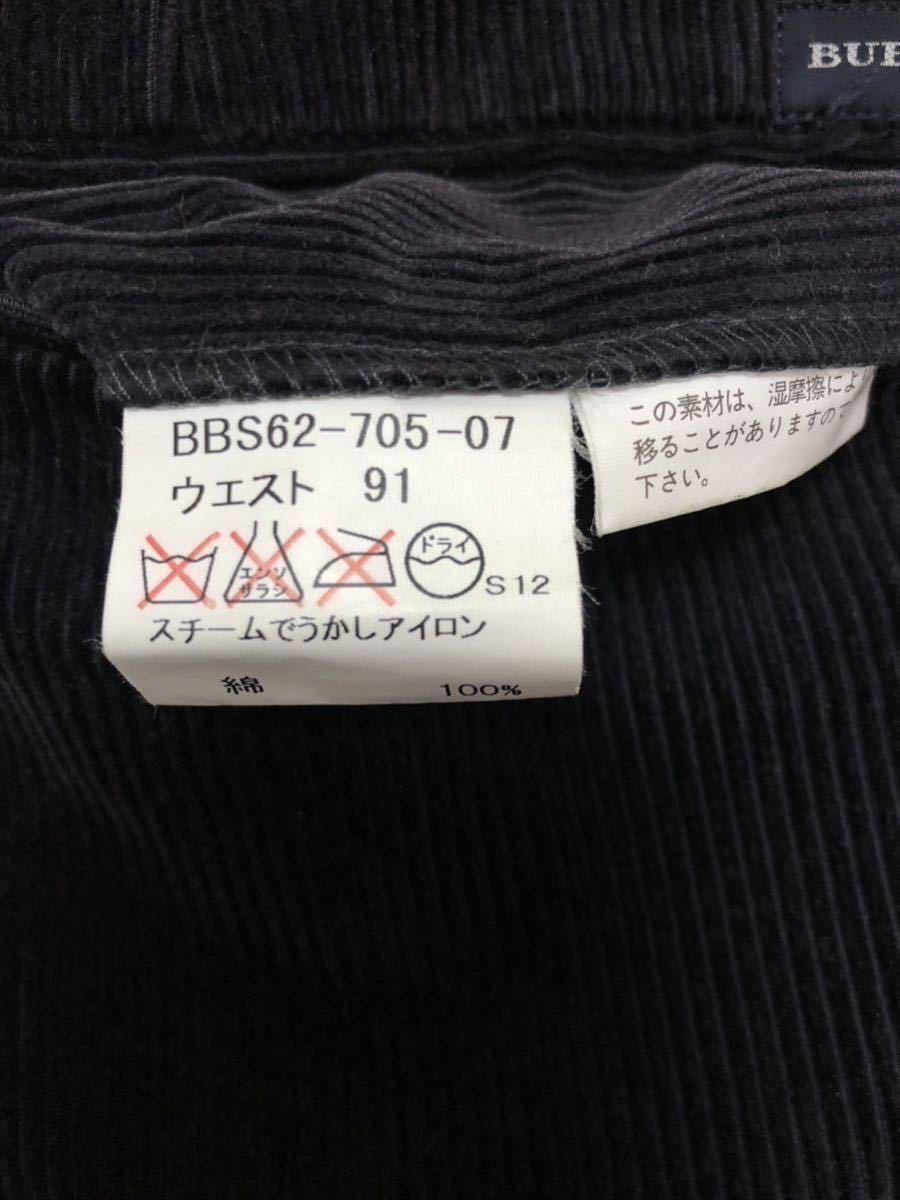 BBS62-705-07
ウエスト 91
エンソ
サラシ
ドライ
S12
スチームでうかしアイロン
綿 100%
この素材は、湿摩擦によ
移ることがありますので
下さい。